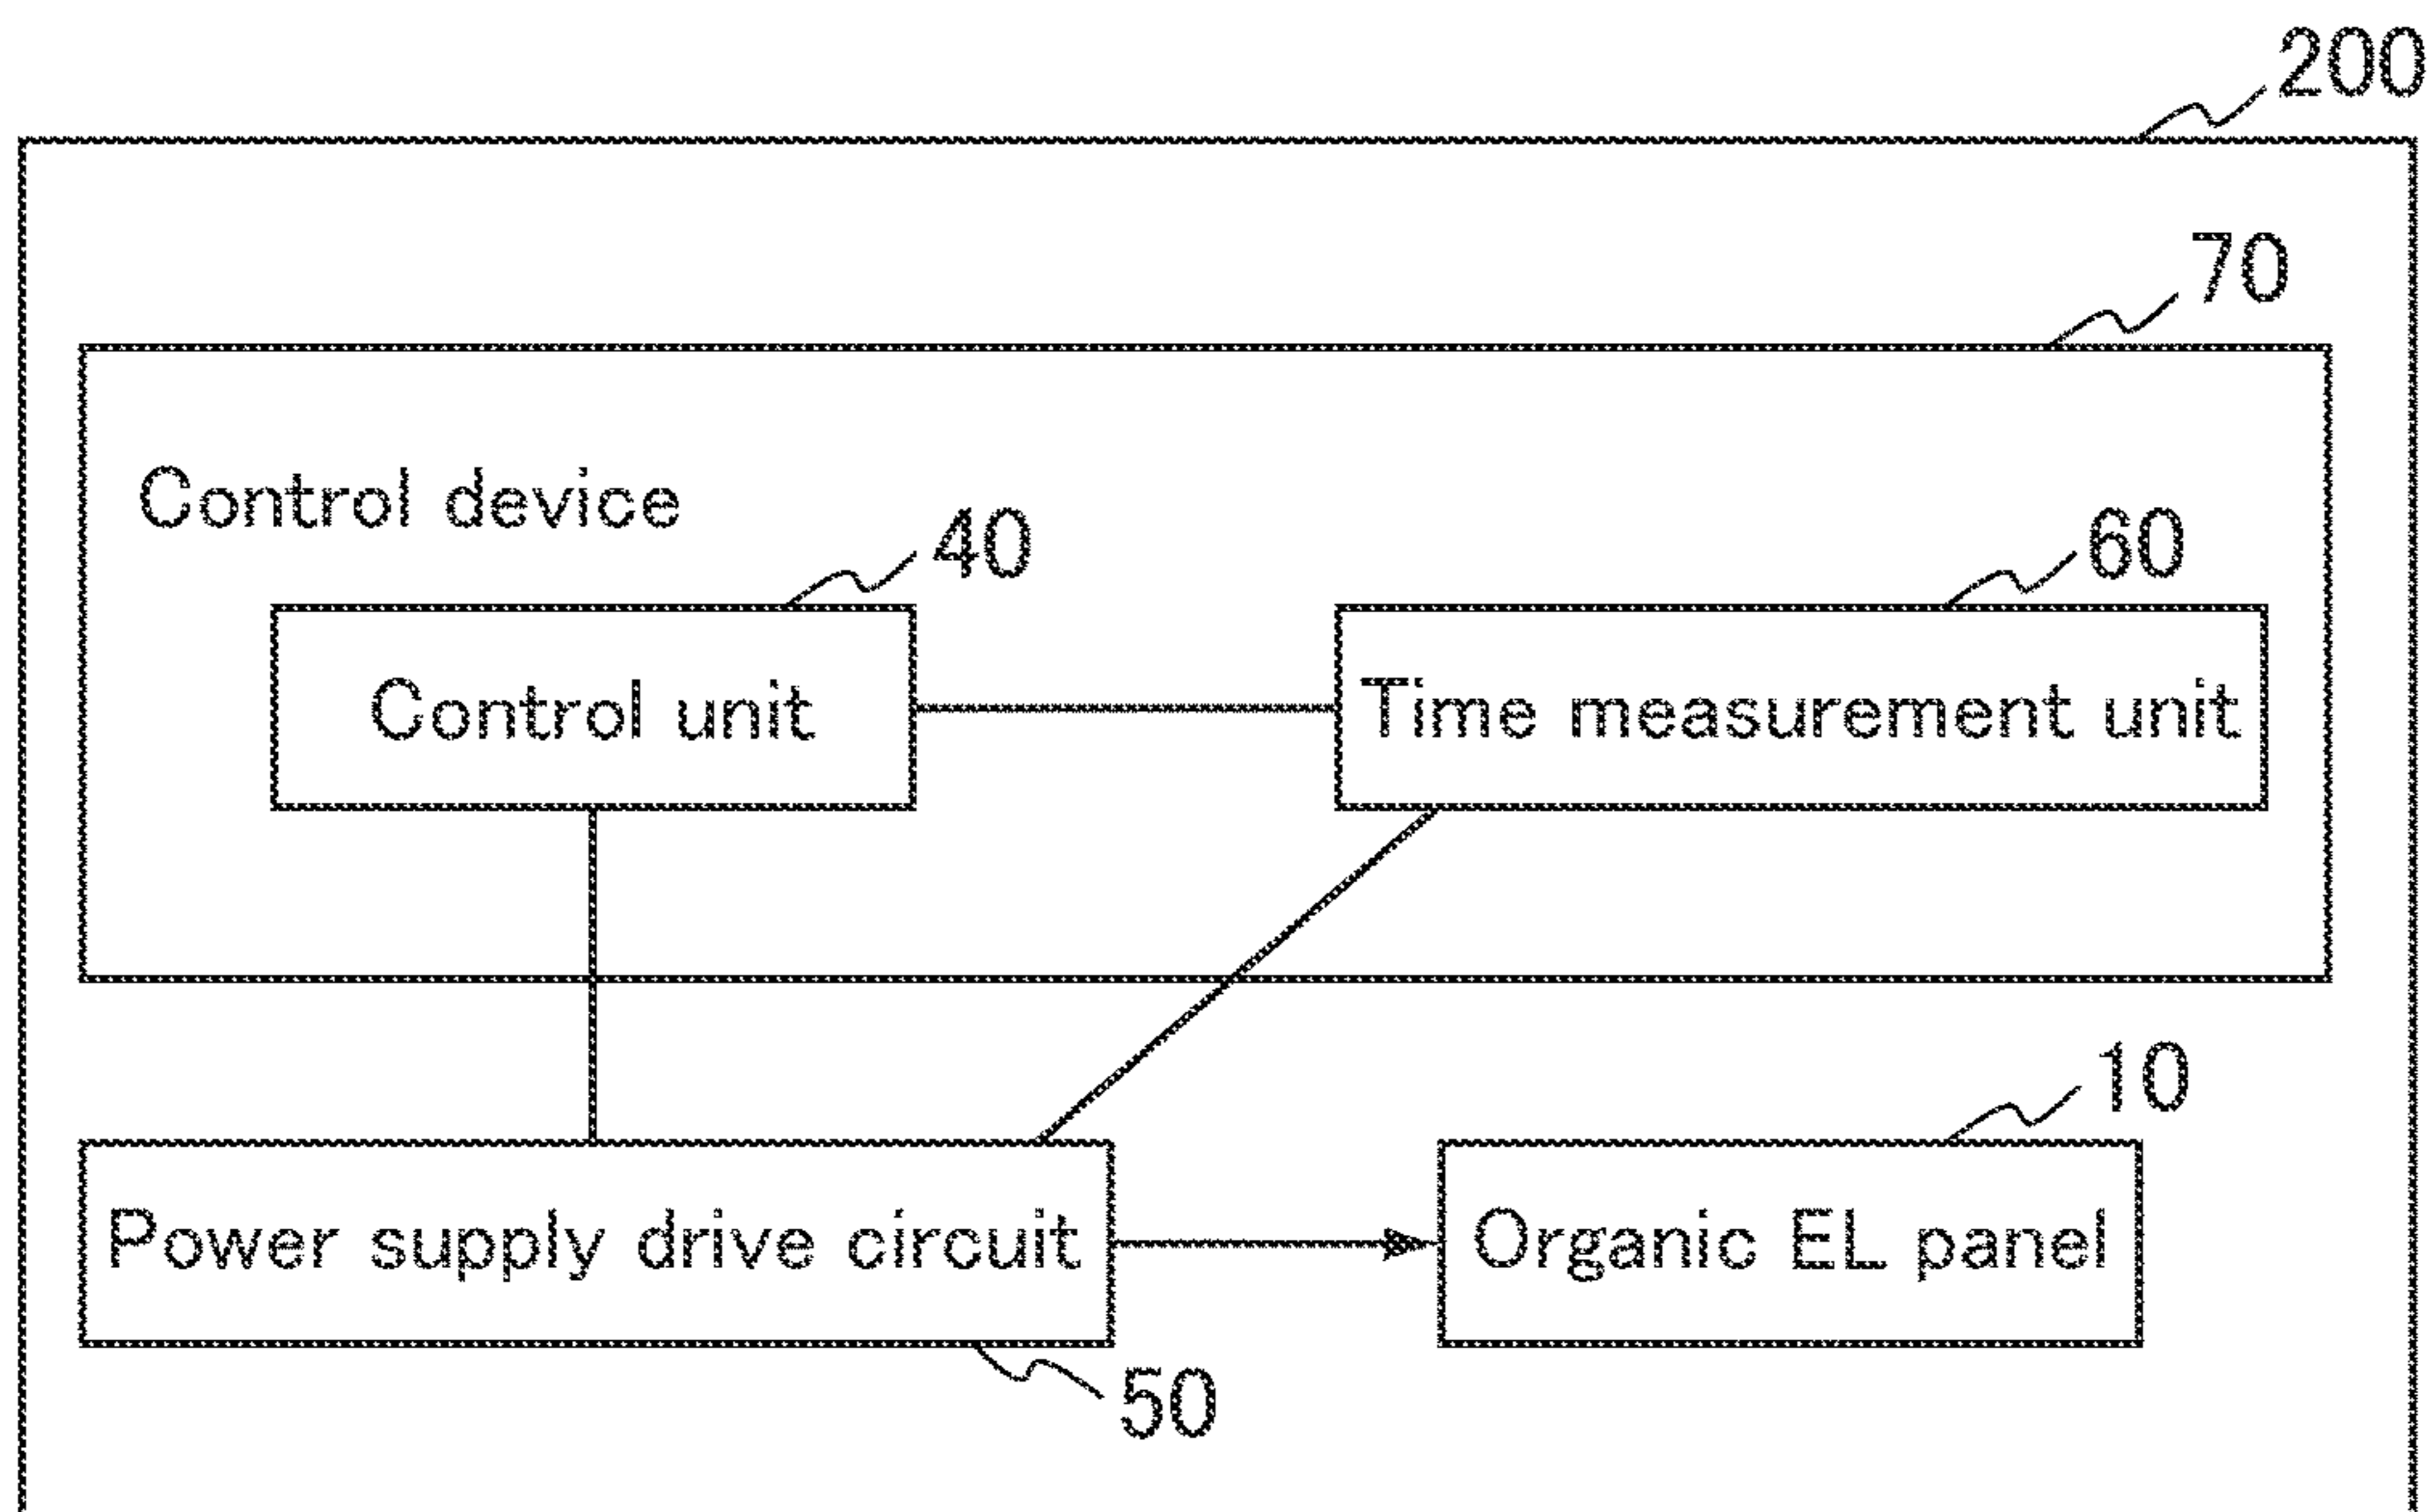 200
70
Control device
40
60
Control unit
Time measurement unit
10
Power supply drive circuit
Organic EL panel
50